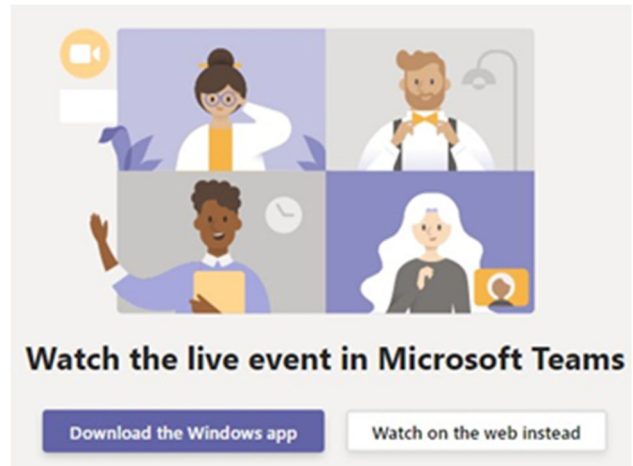 Watch the live event in Microsoft Teams
Download the Windows app
Watch on the web instead